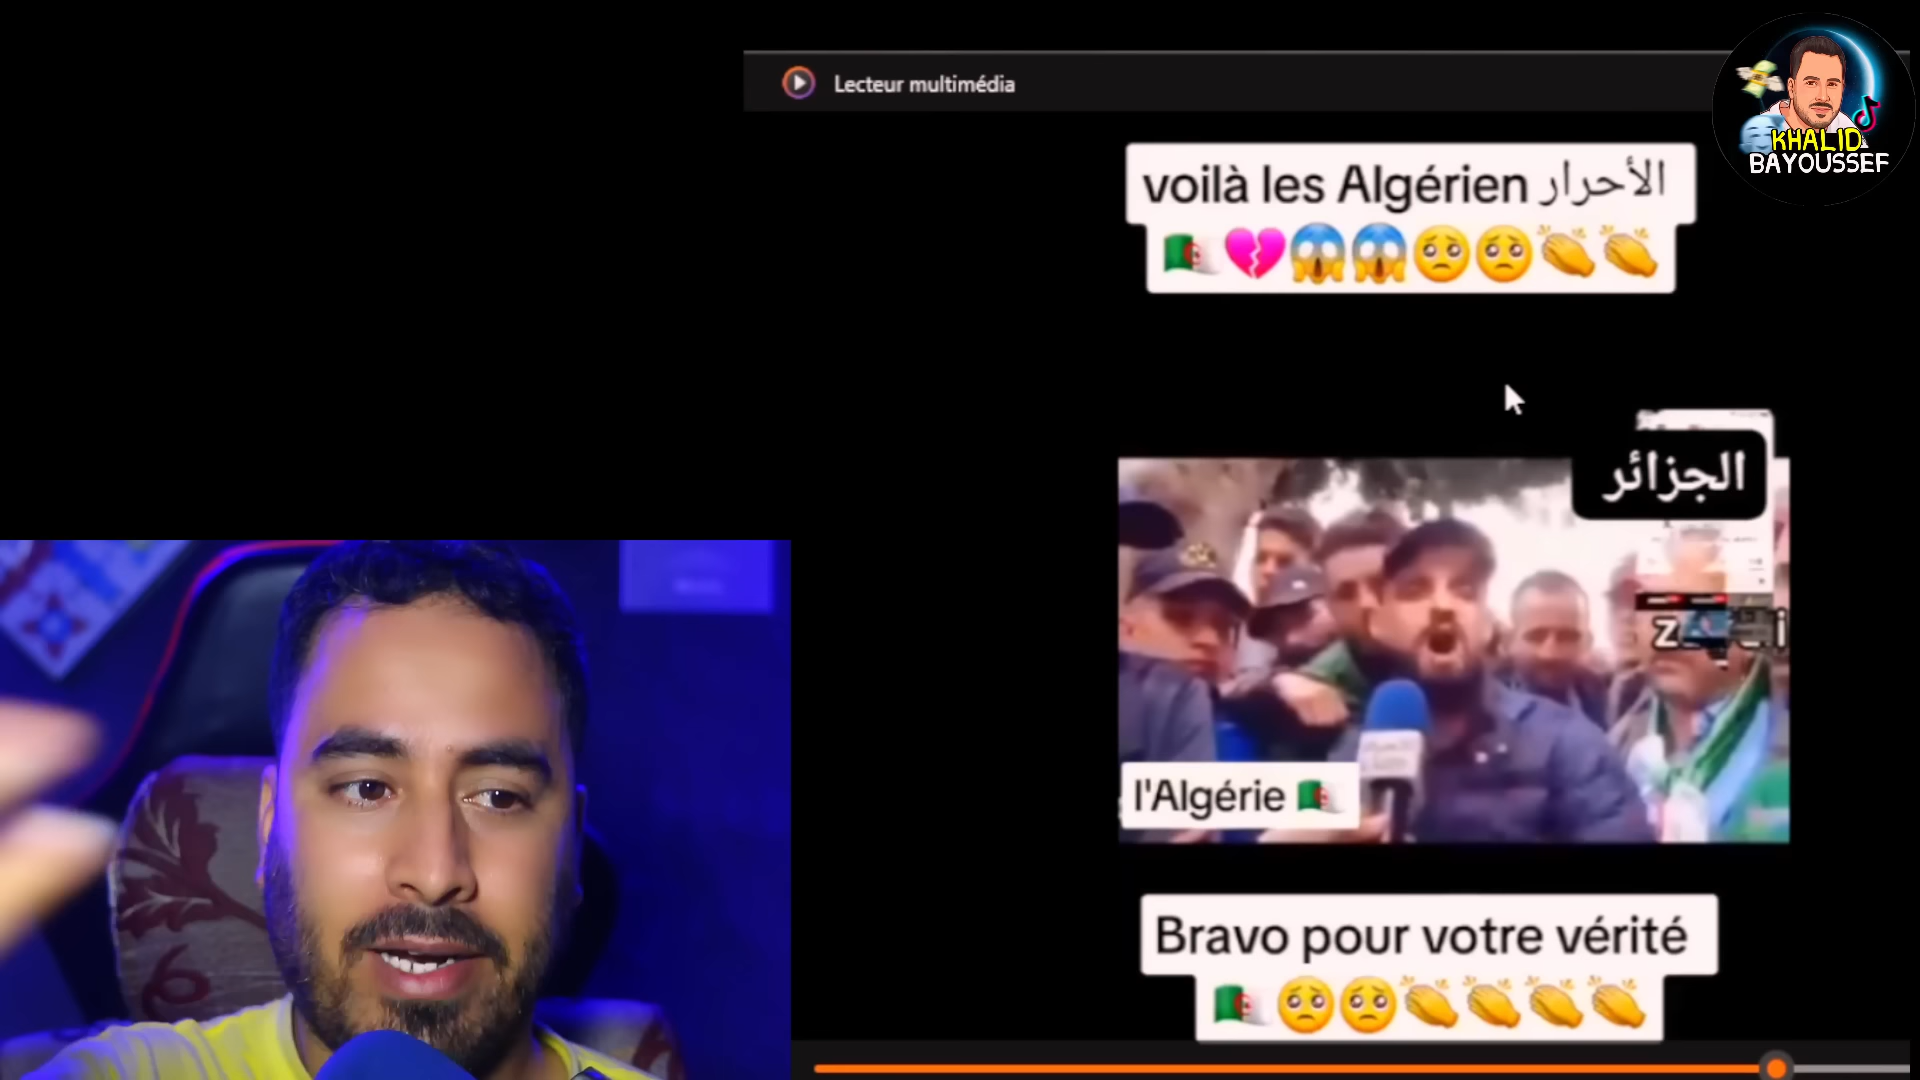 Lecteur multimédia
KHALID
BAYOUSSEF
voilà les Algérien الأحرار
🇩🇿💔😱😱🥺🥺👏👏
الجزائر
l'Algérie 🇩🇿
Bravo pour votre vérité
🇩🇿🥺🥺👏👏👏👏